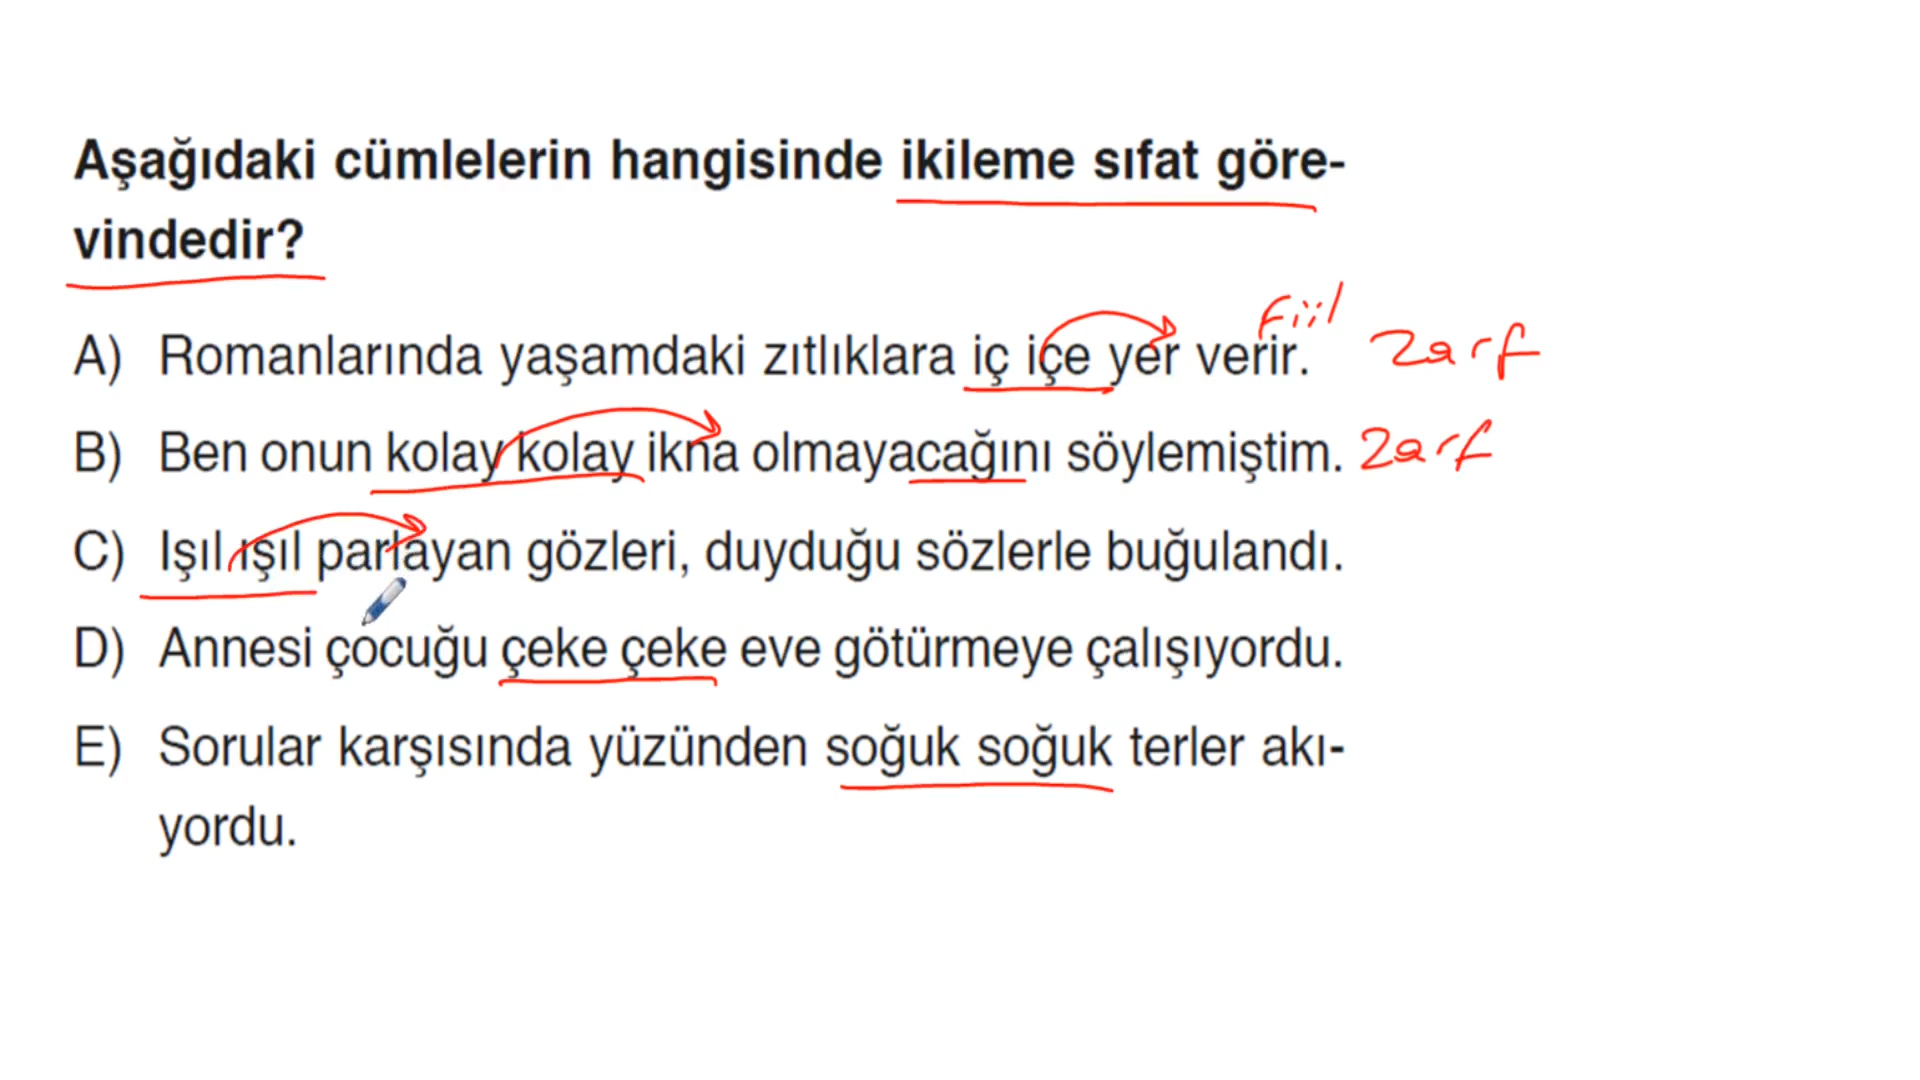 Aşağıdaki cümlelerin hangisinde ikileme sıfat göre-
vindedir?
fiil
A) Romanlarında yaşamdaki zıtlıklara iç içe yer verir. Zarf
B) Ben onun kolay kolay ikna olmayacağını söylemiştim. Zarf
C) Işıl ışıl parlayan gözleri, duyduğu sözlerle buğulandı.
D) Annesi çocuğu çeke çeke eve götürmeye çalışıyordu.
E) Sorular karşısında yüzünden soğuk soğuk terler akı-
yordu.